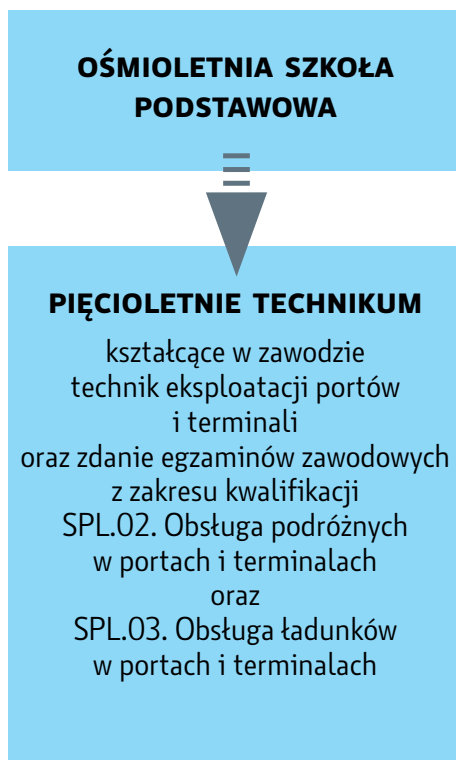 OŚMIOLETNIA SZKOŁA
PODSTAWOWA
PIĘCIOLETNIE TECHNIKUM
kształcące w zawodzie
technik eksploatacji portów
i terminali
oraz zdanie egzaminów zawodowych
z zakresu kwalifikacji
SPL.02. Obsługa podróżnych
w portach i terminalach
oraz
SPL.03. Obsługa ładunków
w portach i terminalach